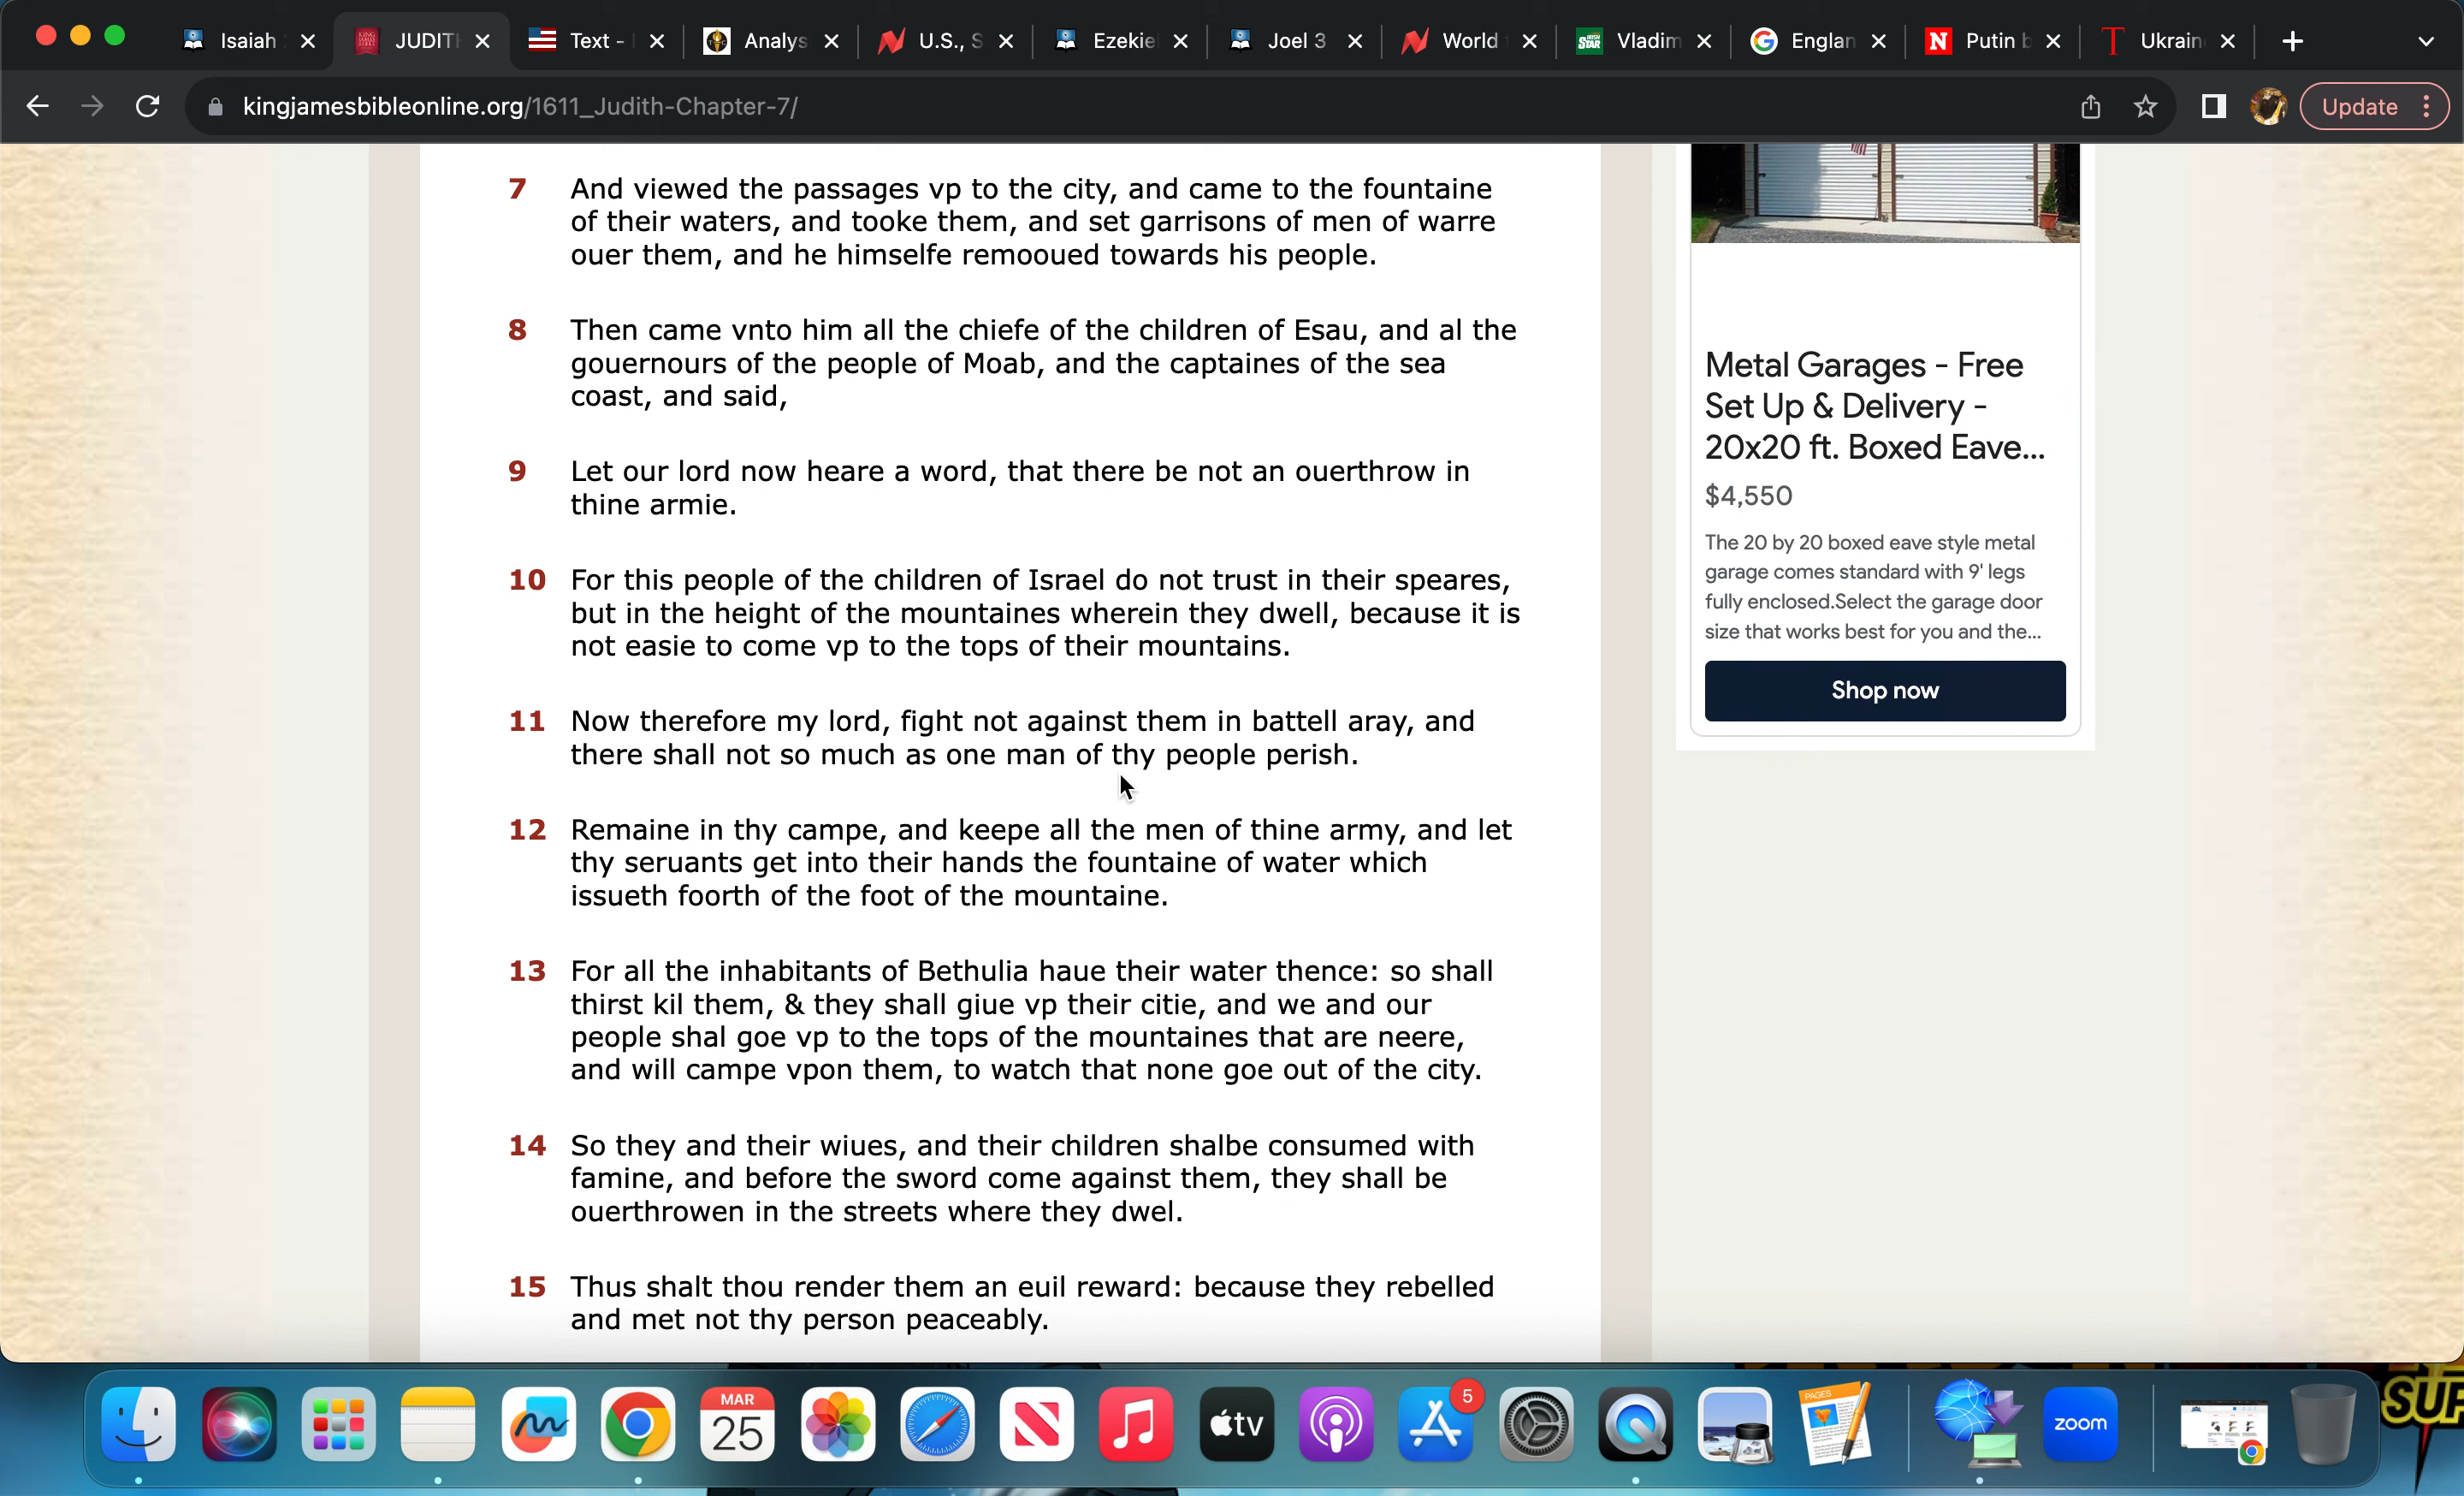 Isaiah
JUDIT
Text -
Analys
U.S., S
Ezekie
Joel 3
World
Vladim
Englan
Putin b
Ukrain
kingjamesbibleonline.org/1611_Judith-Chapter-7/
Update
7 And viewed the passages vp to the city, and came to the fountaine
of their waters, and tooke them, and set garrisons of men of warre
ouer them, and he himselfe remooued towards his people.
8 Then came vnto him all the chiefe of the children of Esau, and al the
gouernours of the people of Moab, and the captaines of the sea
coast, and said,
9 Let our lord now heare a word, that there be not an ouerthrow in
thine armie.
10 For this people of the children of Israel do not trust in their speares,
but in the height of the mountaines wherein they dwell, because it is
not easie to come vp to the tops of their mountains.
11 Now therefore my lord, fight not against them in battell aray, and
there shall not so much as one man of thy people perish.
12 Remaine in thy campe, and keepe all the men of thine army, and let
thy seruants get into their hands the fountaine of water which
issueth foorth of the foot of the mountaine.
13 For all the inhabitants of Bethulia haue their water thence: so shall
thirst kil them, & they shall giue vp their citie, and we and our
people shal goe vp to the tops of the mountaines that are neere,
and will campe vpon them, to watch that none goe out of the city.
14 So they and their wiues, and their children shalbe consumed with
famine, and before the sword come against them, they shall be
ouerthrowen in the streets where they dwel.
15 Thus shalt thou render them an euil reward: because they rebelled
and met not thy person peaceably.
Metal Garages - Free
Set Up & Delivery -
20x20 ft. Boxed Eave...
$4,550
The 20 by 20 boxed eave style metal
garage comes standard with 9' legs
fully enclosed.Select the garage door
size that works best for you and the...
Shop now
MAR
25
tv
5
PAGES
zoom
SUP